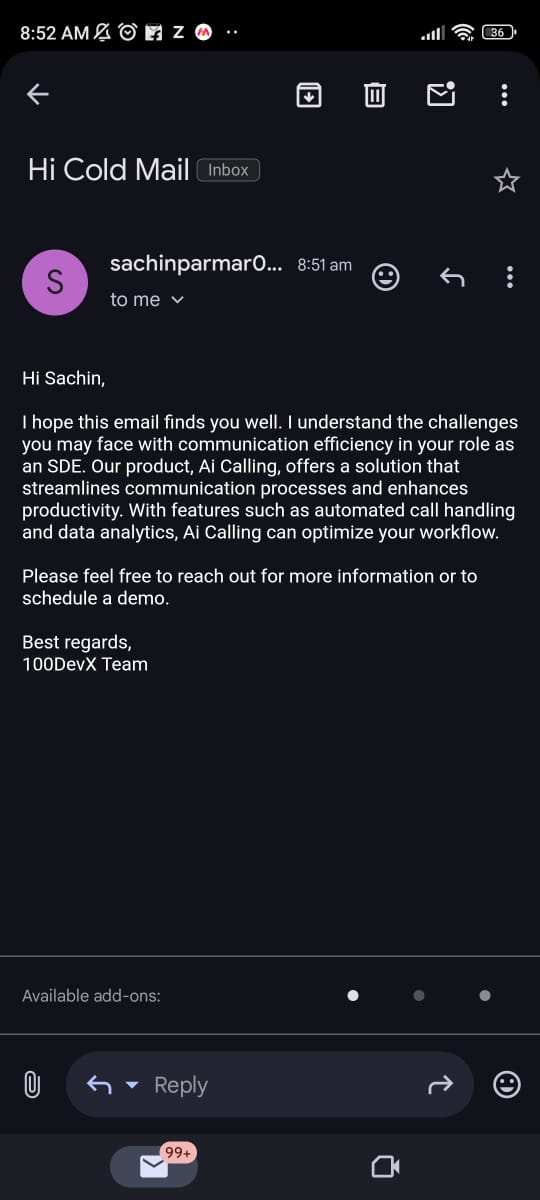 8:52 AM Z 36
Hi Cold Mail Inbox
S
sachinparmar0... 8:51 am
to me
Hi Sachin,
I hope this email finds you well. I understand the challenges
you may face with communication efficiency in your role as
an SDE. Our product, Ai Calling, offers a solution that
streamlines communication processes and enhances
productivity. With features such as automated call handling
and data analytics, Ai Calling can optimize your workflow.
Please feel free to reach out for more information or to
schedule a demo.
Best regards,
100DevX Team
Available add-ons:
Reply
99+